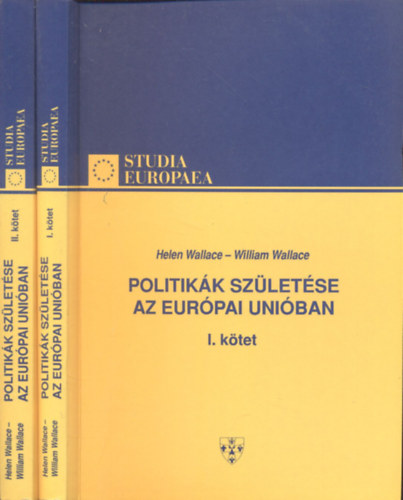 STUDIA
EUROPAEA
II. kötet
POLITIKÁK SZÜLETÉSE
AZ EURÓPAI UNIÓBAN
Helen Wallace –
William Wallace
STUDIA
EUROPAEA
I. kötet
POLITIKÁK SZÜLETÉSE
AZ EURÓPAI UNIÓBAN
Helen Wallace –
William Wallace
STUDIA
EUROPAEA
Helen Wallace – William Wallace
POLITIKÁK SZÜLETÉSE
AZ EURÓPAI UNIÓBAN
I. kötet